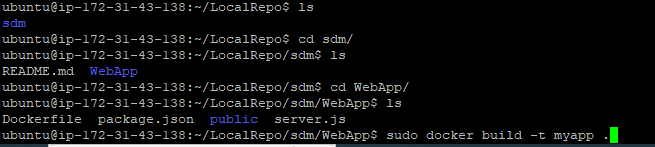 ubuntu@ip-172-31-43-138:~/LocalRepo$ ls
sdm
ubuntu@ip-172-31-43-138:~/LocalRepo$ cd sdm/
ubuntu@ip-172-31-43-138:~/LocalRepo/sdm$ ls
README.md  WebApp
ubuntu@ip-172-31-43-138:~/LocalRepo/sdm$ cd WebApp/
ubuntu@ip-172-31-43-138:~/LocalRepo/sdm/WebApp$ ls
Dockerfile  package.json  public  server.js
ubuntu@ip-172-31-43-138:~/LocalRepo/sdm/WebApp$ sudo docker build -t myapp .